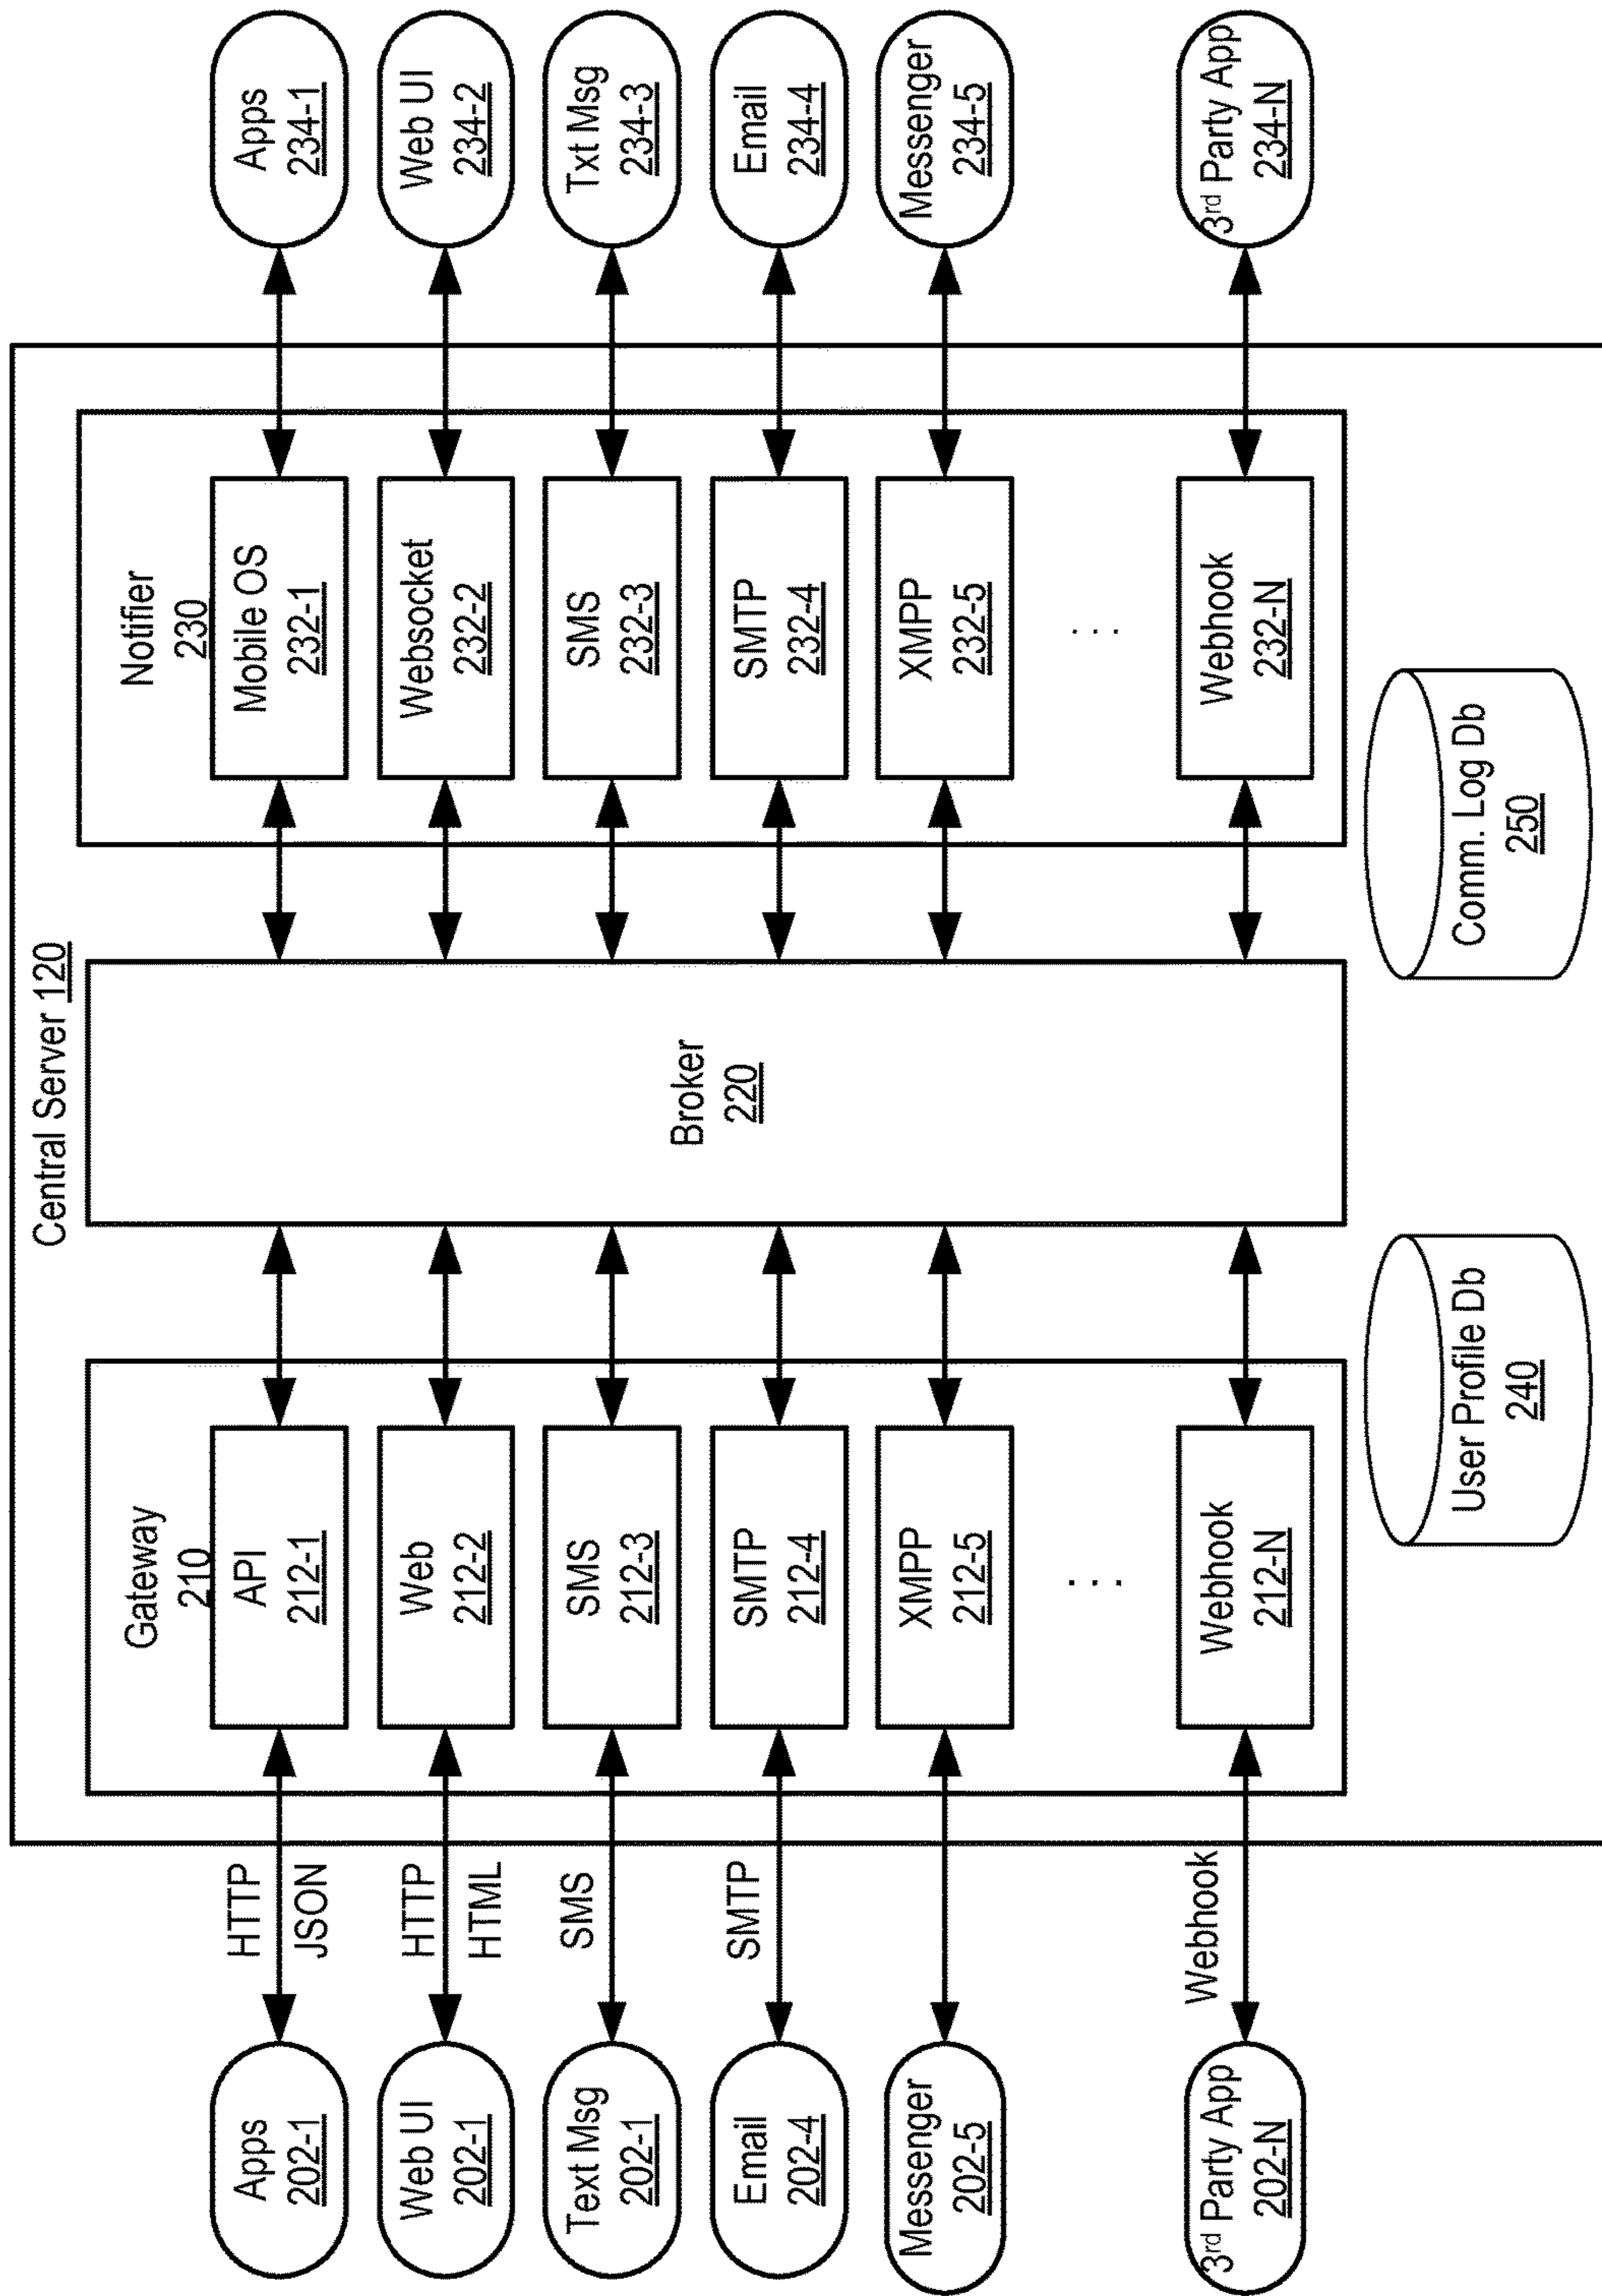 Central Server 120
Gateway
210
Broker
220
Notifier
230
Apps
202-1
HTTP
JSON
API
212-1
Mobile OS
232-1
Apps
234-1
Web UI
202-1
HTTP
HTML
Web
212-2
Websocket
232-2
Web UI
234-2
Text Msg
202-1
SMS
SMS
212-3
SMS
232-3
Txt Msg
234-3
Email
202-4
SMTP
SMTP
212-4
SMTP
232-4
Email
234-4
Messenger
202-5
XMPP
212-5
XMPP
232-5
Messenger
234-5
. . .
. . .
3rd Party App
202-N
Webhook
Webhook
212-N
Webhook
232-N
3rd Party App
234-N
User Profile Db
240
Comm. Log Db
250